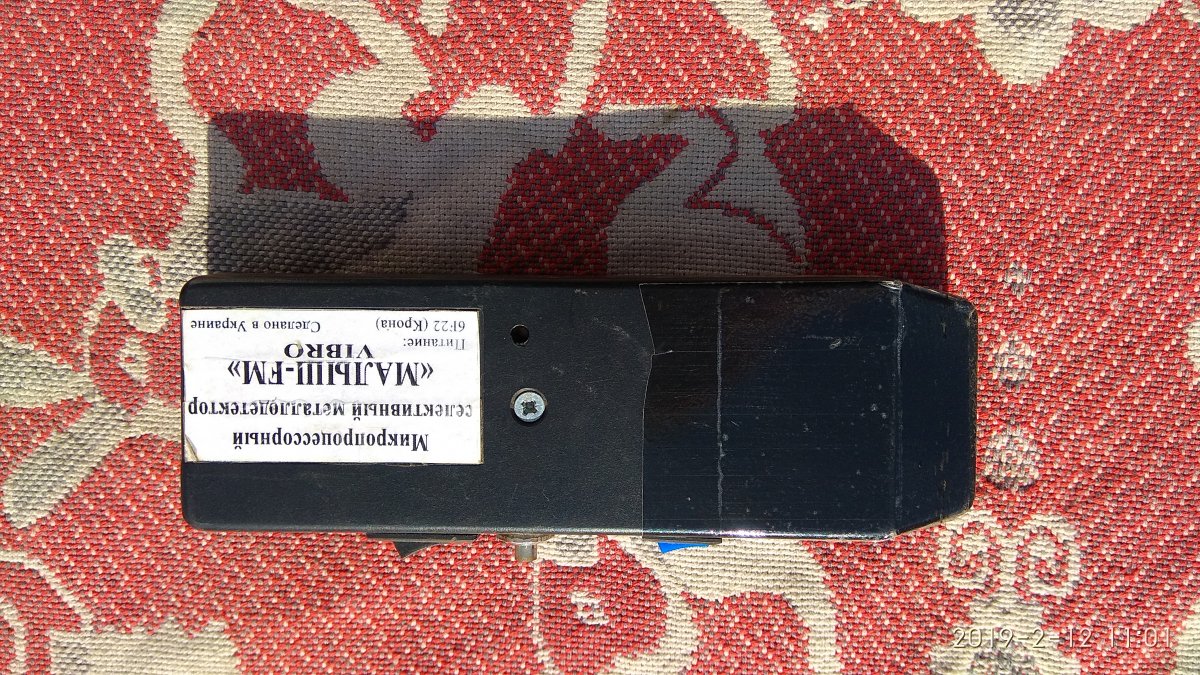 Микропроцессорный
селективный металлодетектор
«МАЛЫШ-FM»
VIBRO
Питание:
6F22 (Крона) Сделано в Украине
2019-2-12 11:01